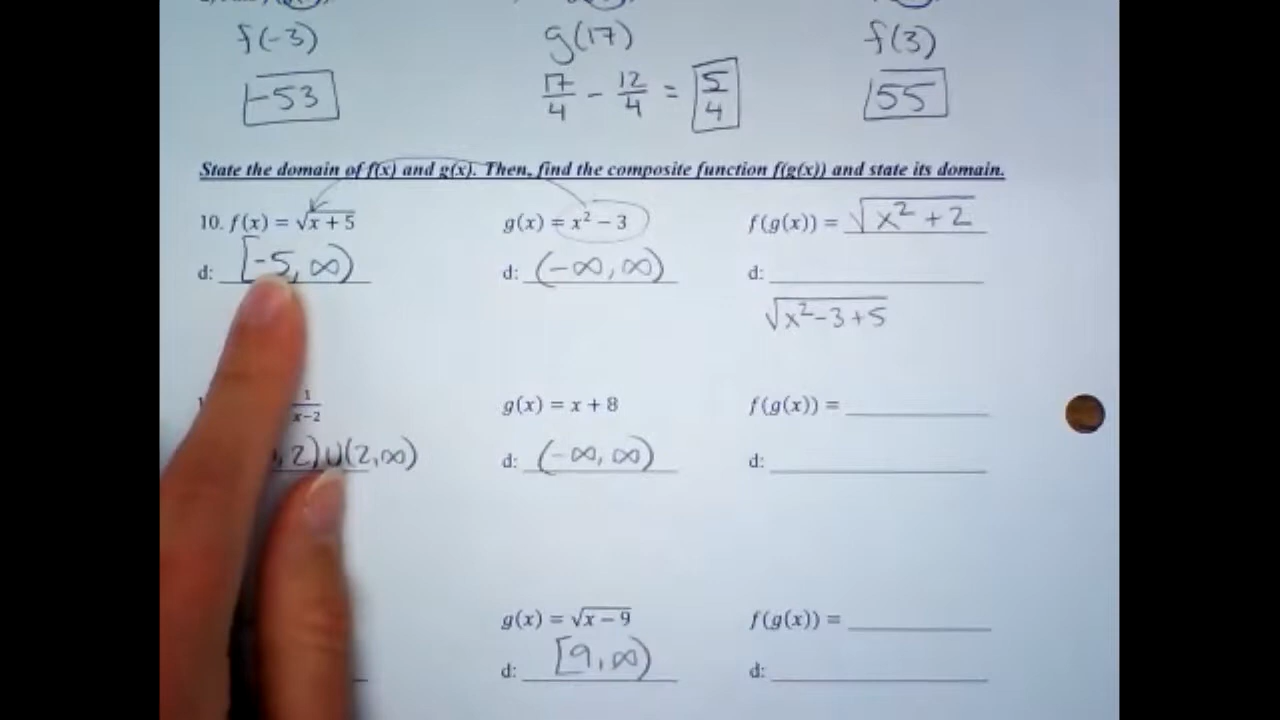 f(-3) g(17) f(3)
-53 17/4 - 12/4 = 5/4 55
State the domain of f(x) and g(x). Then, find the composite function f(g(x)) and state its domain.
10. f(x) = √x + 5 g(x) = x² − 3 f(g(x)) = √x² + 2
d: [-5, ∞) d: (-∞, ∞) d:
√x² - 3 + 5
1/x−2 g(x) = x + 8 f(g(x)) =
2) ∪ (2, ∞) d: (-∞, ∞) d:
g(x) = √x − 9 f(g(x)) =
d: [9, ∞) d: